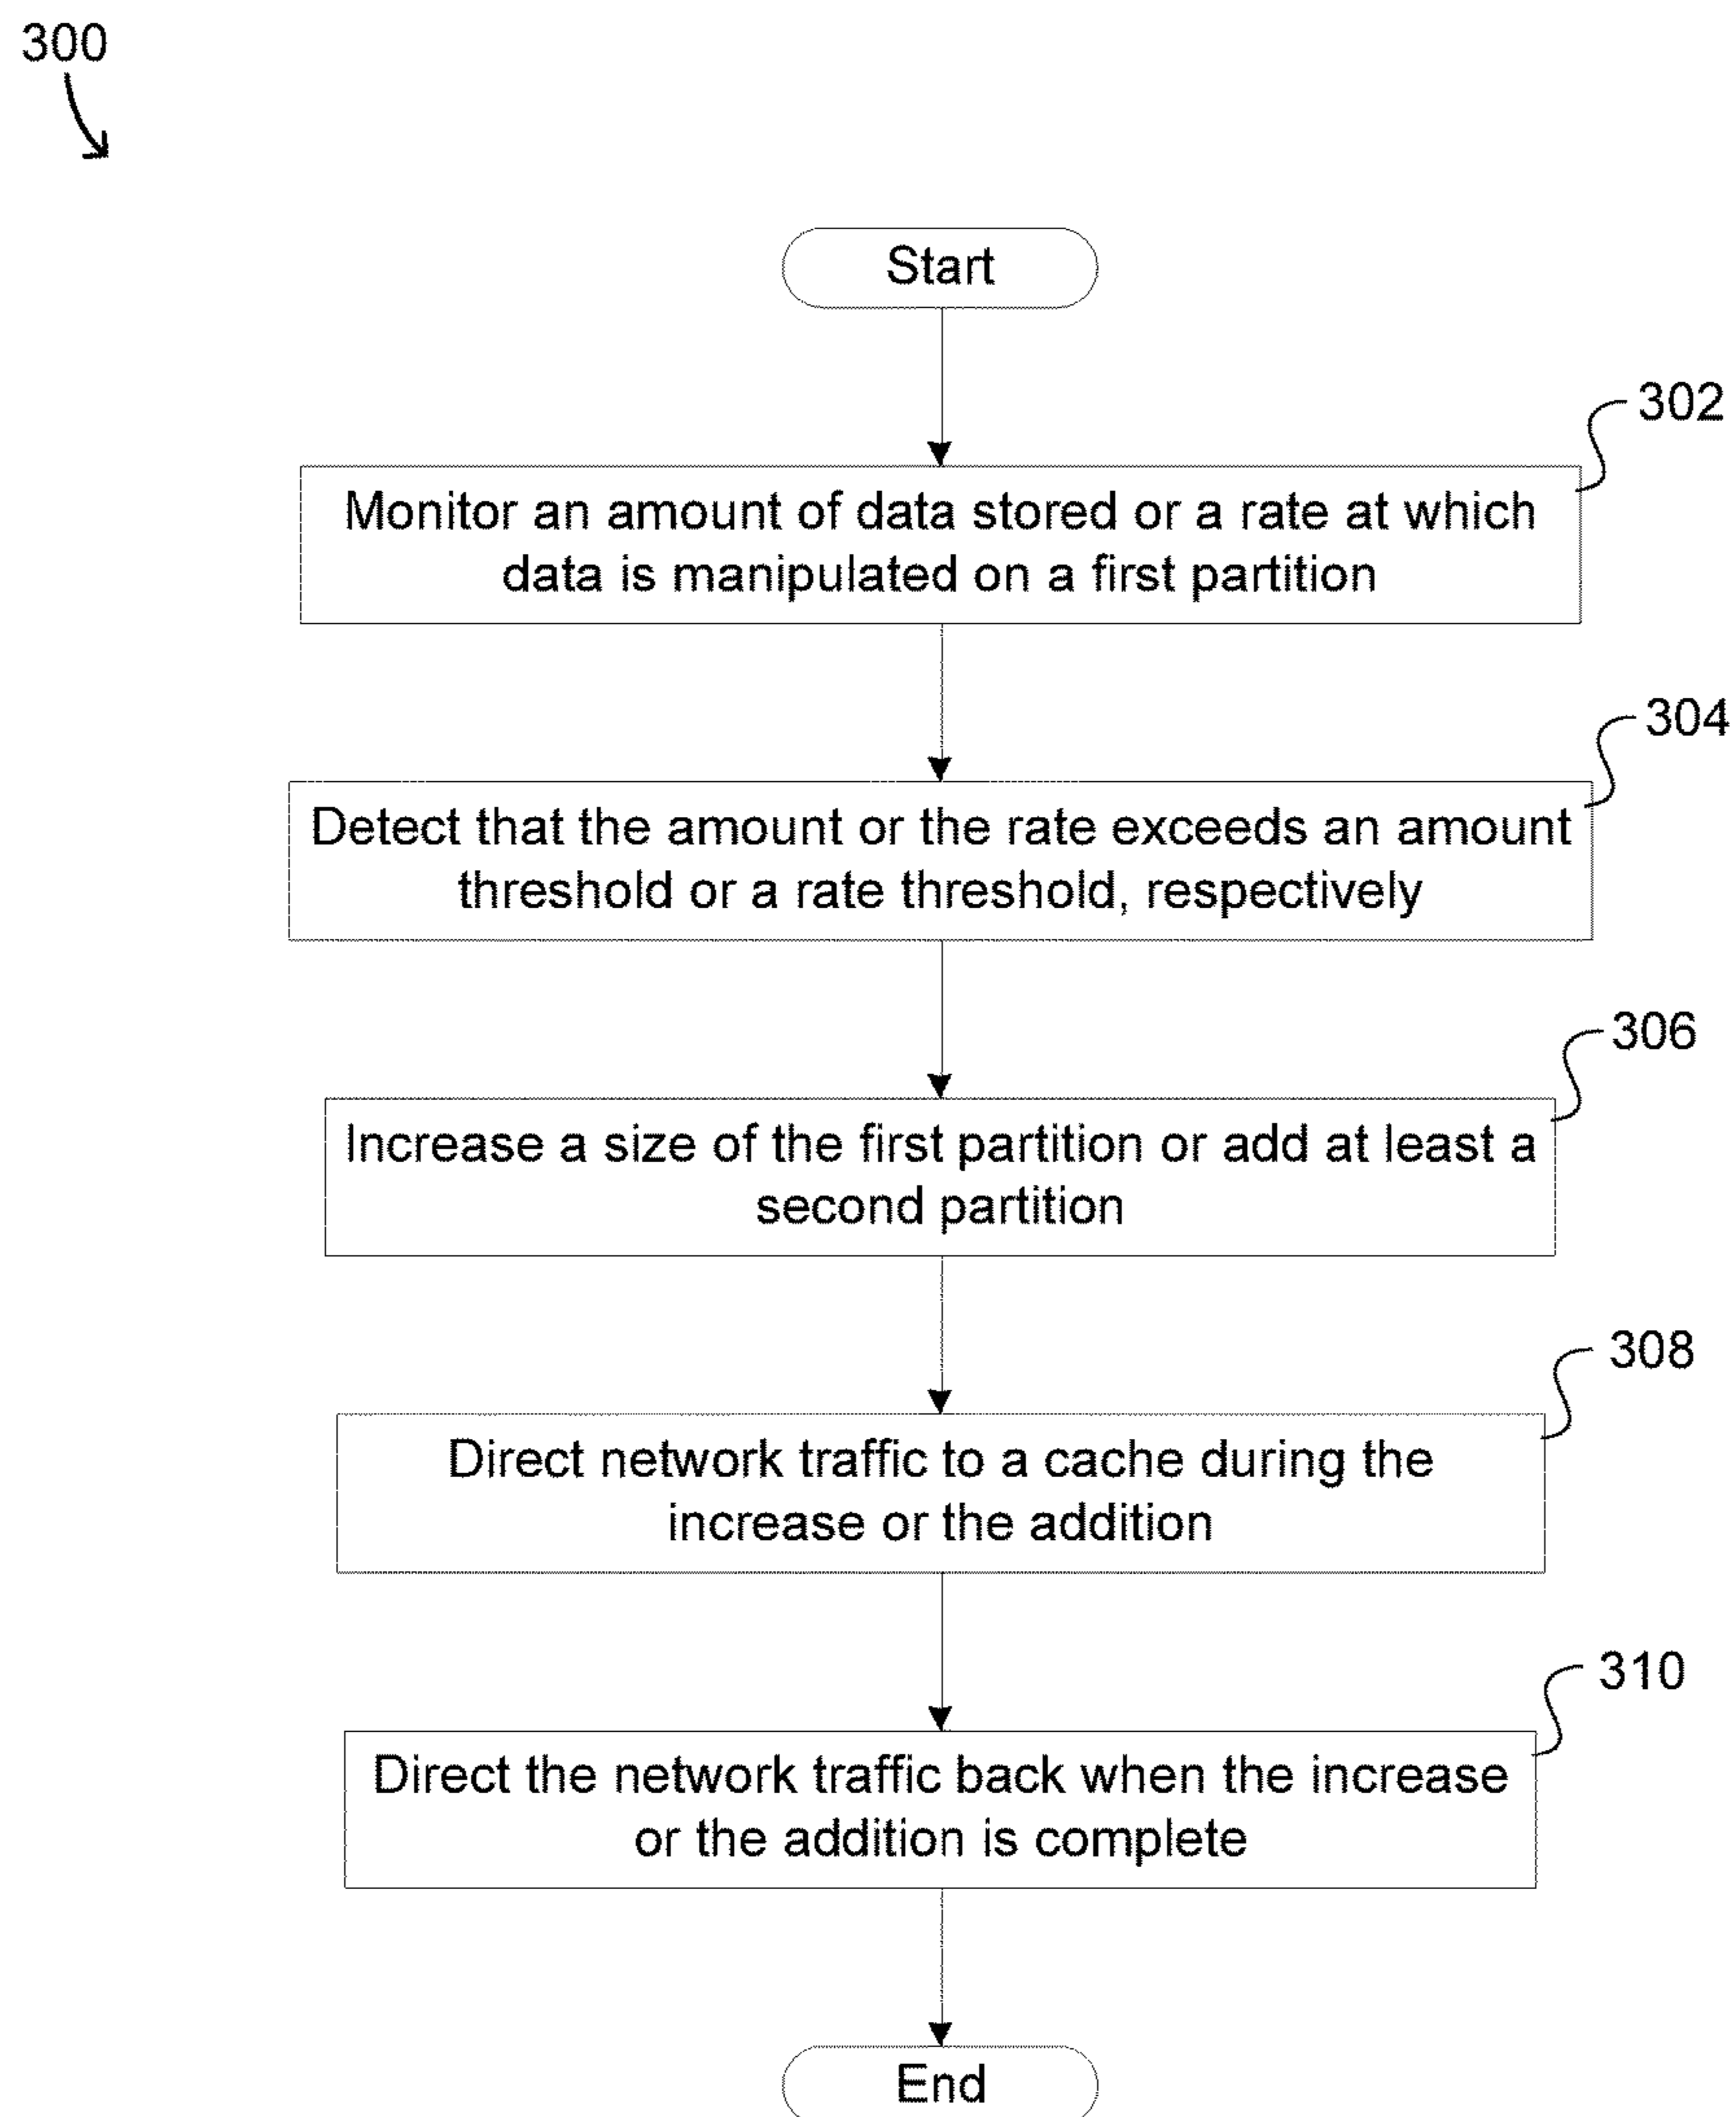 300
Start
302
Monitor an amount of data stored or a rate at which
data is manipulated on a first partition
304
Detect that the amount or the rate exceeds an amount
threshold or a rate threshold, respectively
306
Increase a size of the first partition or add at least a
second partition
308
Direct network traffic to a cache during the
increase or the addition
310
Direct the network traffic back when the increase
or the addition is complete
End